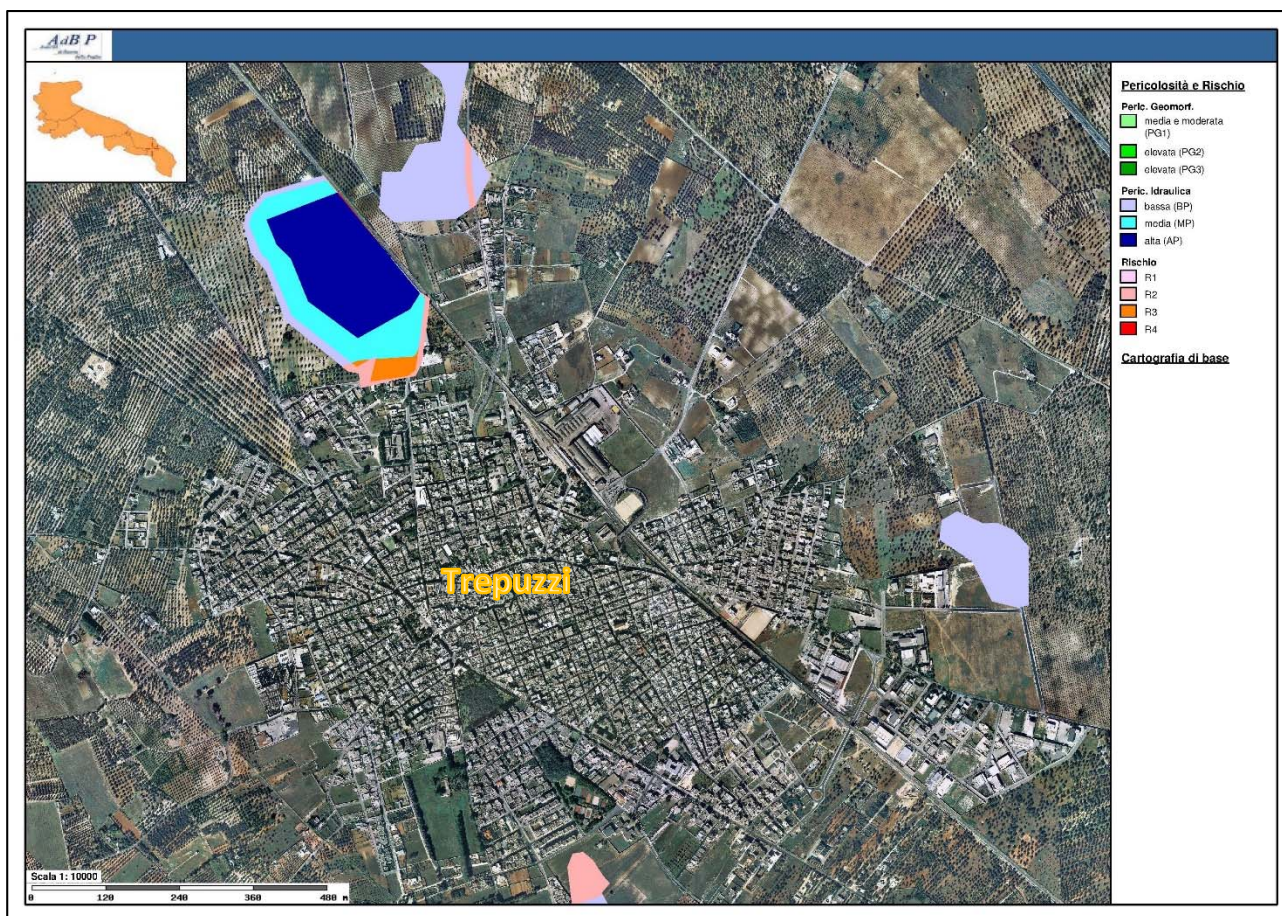 AdB P
Pericolosità e Rischio
Peric. Geomorf.
media e moderata
(PG1)
elevata (PG2)
elevata (PG3)
Peric. Idraulica
bassa (BP)
media (MP)
alta (AP)
Rischio
R1
R2
R3
R4
Cartografia di base
Trepuzzi
Scala 1: 10000
0 120 240 360 480 M